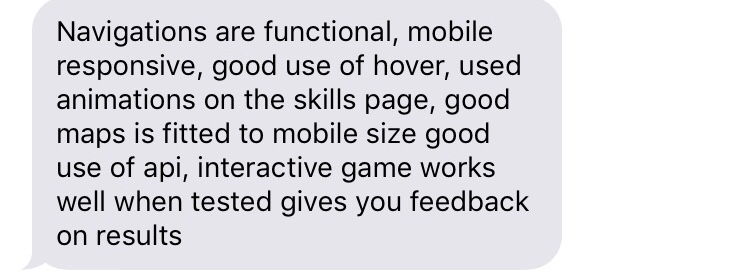 Navigations are functional, mobile
responsive, good use of hover, used
animations on the skills page, good
maps is fitted to mobile size good
use of api, interactive game works
well when tested gives you feedback
on results